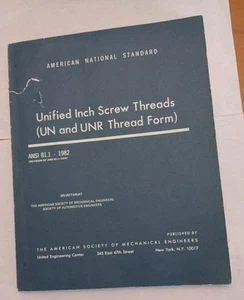 AMERICAN NATIONAL STANDARD
Unified Inch Screw Threads
(UN and UNR Thread Form)
ANSI B1.1 - 1982
SECRETARIAT
THE AMERICAN SOCIETY OF MECHANICAL ENGINEERS
SOCIETY OF AUTOMOTIVE ENGINEERS
PUBLISHED BY
THE AMERICAN SOCIETY OF MECHANICAL ENGINEERS
United Engineering Center 345 East 47th Street New York, N.Y. 10017